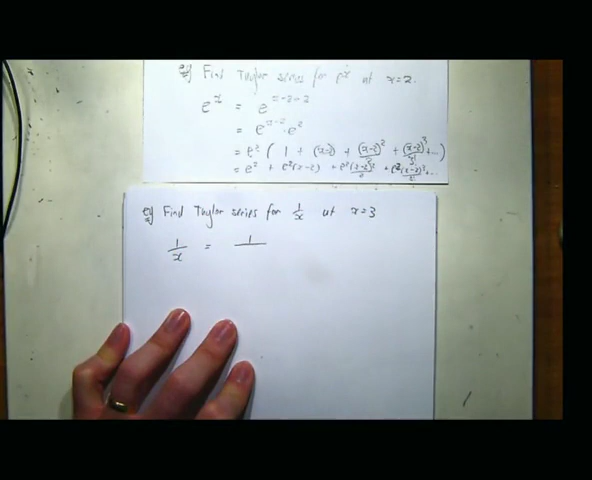 eg Find Taylor series for e^x at x=2.
e^x = e^{x-2+2}
= e^{x-2} · e^2
= e^2 ( 1 + (x-2) + (x-2)^2/2 + (x-2)^3/3! + ... )
= e^2 + e^2(x-2) + e^2(x-2)^2/2 + e^2(x-2)^3/3! + ...
eg Find Taylor series for 1/x at x=3
1/x = 1/